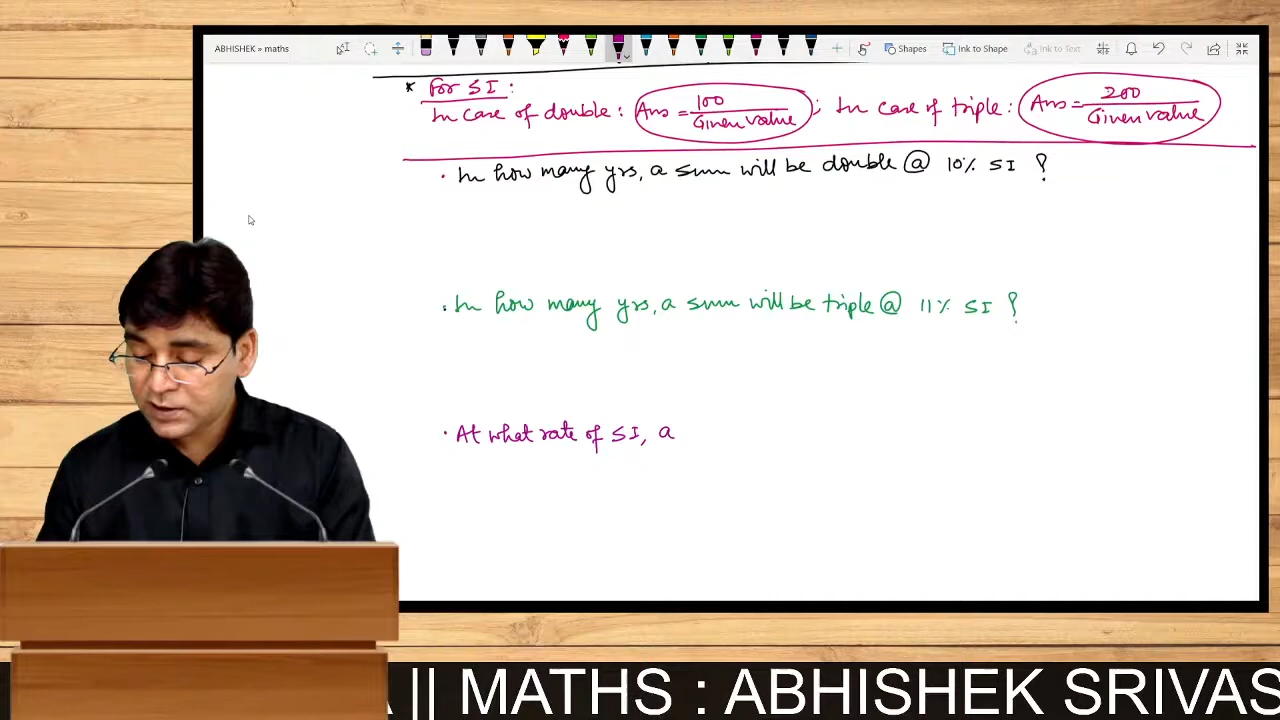 ABHISHEK » maths
Shapes
Ink to Shape
Ink to Text
* For SI :
In case of double : Ans = 100/Given value ; In case of triple : Ans = 200/Given value
· In how many yrs, a sum will be double @ 10% SI ?
· In how many yrs, a sum will be triple @ 11% SI ?
· At what rate of SI, a
|| MATHS : ABHISHEK SRIVAS